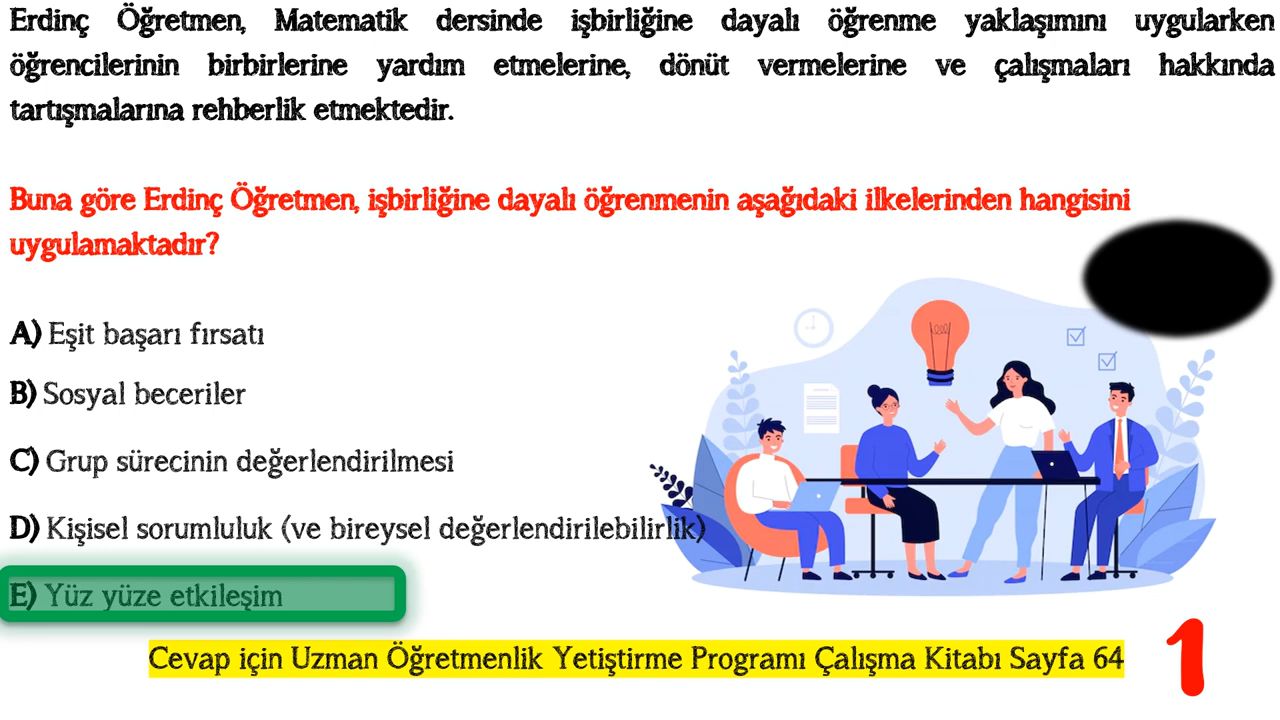 Erdinç Öğretmen, Matematik dersinde işbirliğine dayalı öğrenme yaklaşımını uygularken
öğrencilerinin birbirlerine yardım etmelerine, dönüt vermelerine ve çalışmaları hakkında
tartışmalarına rehberlik etmektedir.
Buna göre Erdinç Öğretmen, işbirliğine dayalı öğrenmenin aşağıdaki ilkelerinden hangisini
uygulamaktadır?
A) Eşit başarı fırsatı
B) Sosyal beceriler
C) Grup sürecinin değerlendirilmesi
D) Kişisel sorumluluk (ve bireysel değerlendirilebilirlik)
E) Yüz yüze etkileşim
Cevap için Uzman Öğretmenlik Yetiştirme Programı Çalışma Kitabı Sayfa 64
1